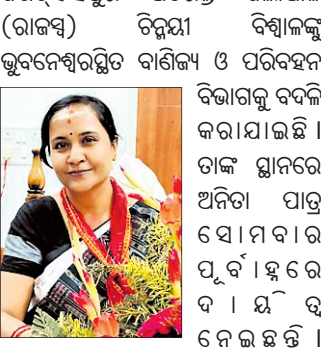 (ରାଜସ୍ୱ) ଚିନ୍ମୟୀ ବିଶ୍ୱାଳଙ୍କୁ
ଭୁବନେଶ୍ୱରସ୍ଥିତ ବାଣିଜ୍ୟ ଓ ପରିବହନ
ବିଭାଗକୁ ବଦଳି
କରାଯାଇଛି ।
ତାଙ୍କ ସ୍ଥାନରେ
ଅନିତା ପାତ୍ର
ସୋମବାର
ପୂର୍ବାହ୍ନରେ
ଦାୟିତ୍ୱ
ନେଇଛନ୍ତି ।